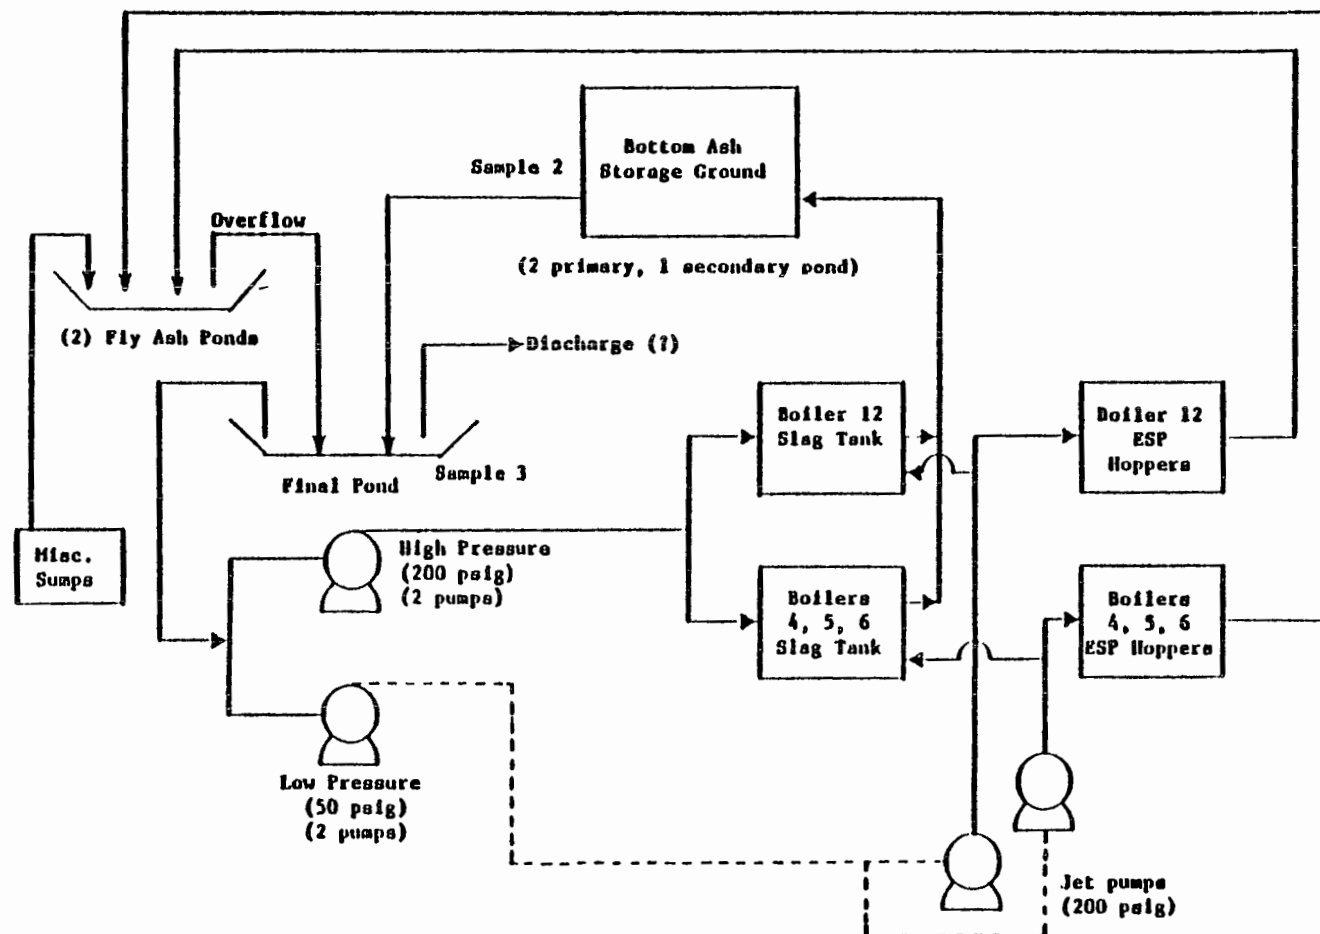 Bottom Ash
Storage Ground
Sample 2
(2 primary, 1 secondary pond)
Overflow
(2) Fly Ash Ponds
Discharge (?)
Sample 3
Final Pond
Misc.
Sumps
High Pressure
(200 psig)
(2 pumps)
Low Pressure
(50 psig)
(2 pumps)
Boiler 12
Slag Tank
Boiler 12
ESP
Hoppers
Boilers
4, 5, 6
Slag Tank
Boilers
4, 5, 6
ESP Hoppers
Jet pumps
(200 psig)